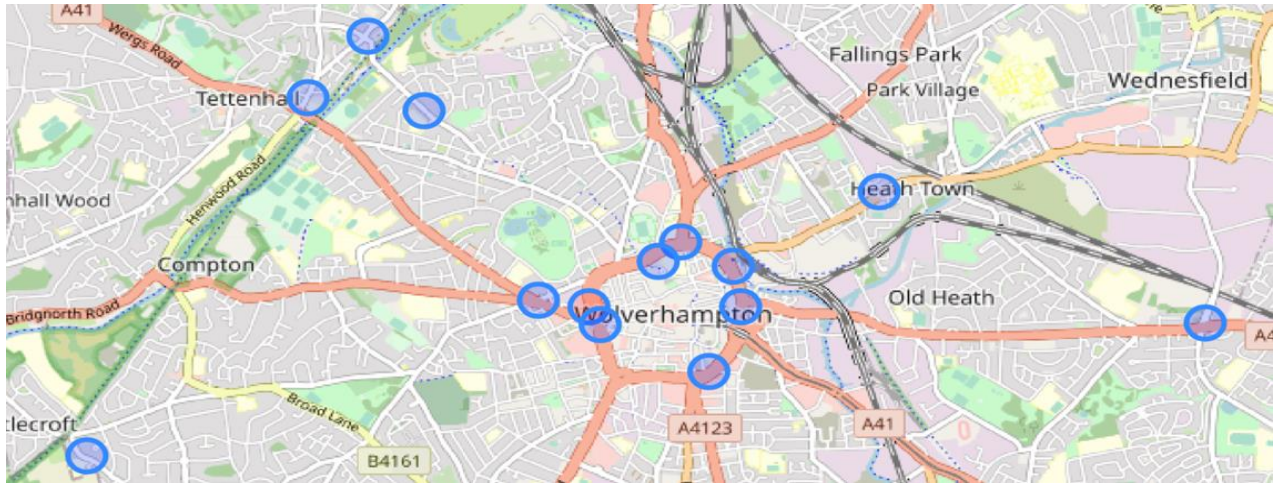 A41
Wergs Road
Fallings Park
Wednesfield
Park Village
Tettenhall
Henwood Road
Heath Town
nhall Wood
Compton
Old Heath
Bridgnorth Road
Wolverhampton
A4
Broad Lane
tlecroft
A4123
A41
B4161